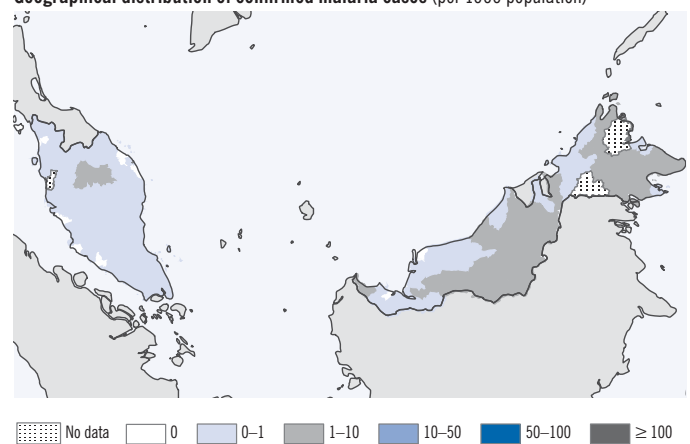 Geographical distribution of confirmed malaria cases (per 1000 population)
No data 0 0–1 1–10 10–50 50–100 ≥ 100